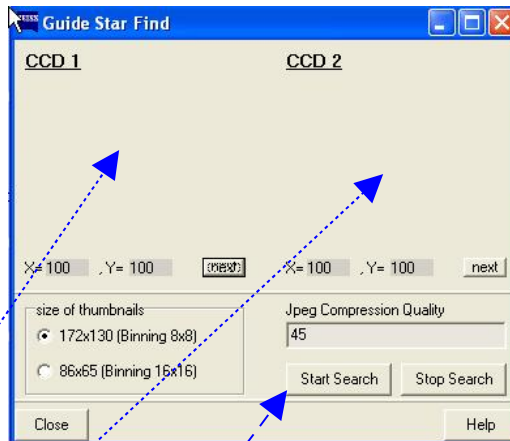 ZEISS Guide Star Find
CCD 1 CCD 2
X= 100 , Y= 100 next X= 100 , Y= 100 next
size of thumbnails Jpeg Compression Quality
172x130 (Binning 8x8) 45
86x65 (Binning 16x16) Start Search Stop Search
Close Help